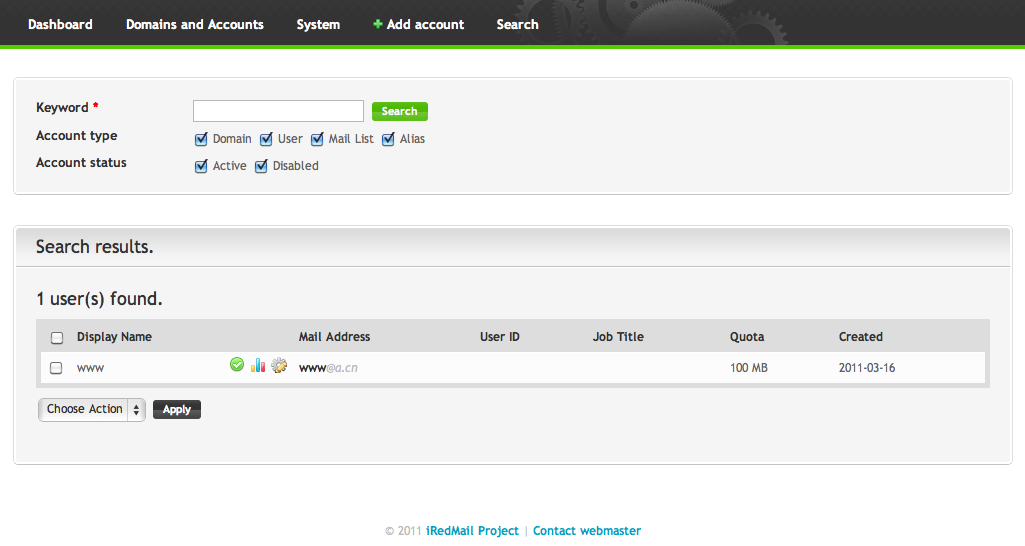 Dashboard Domains and Accounts System Add account Search
Keyword * Search
Account type Domain User Mail List Alias
Account status Active Disabled
Search results.
1 user(s) found.
Display Name Mail Address User ID Job Title Quota Created
www www@a.cn 100 MB 2011-03-16
Choose Action Apply
© 2011 iRedMail Project | Contact webmaster